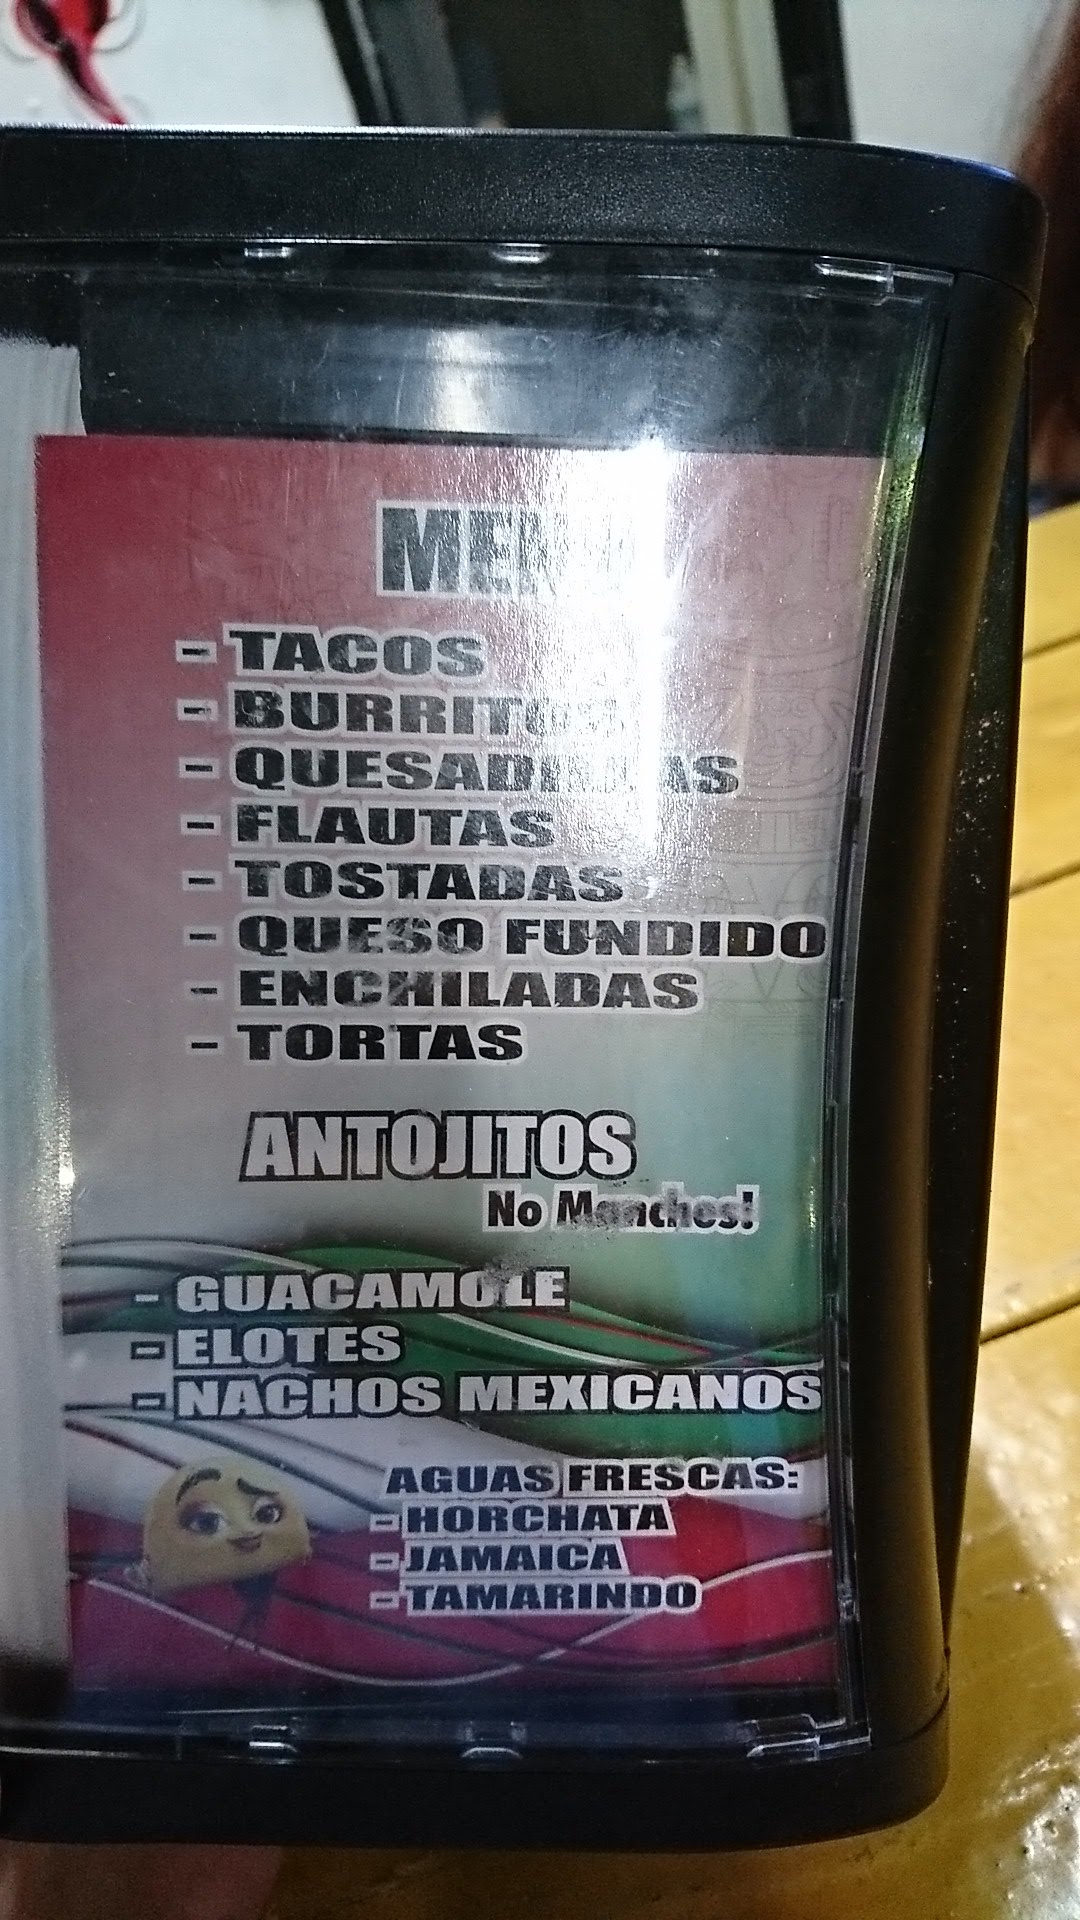 MENU
- TACOS
- BURRITOS
- QUESADILLAS
- FLAUTAS
- TOSTADAS
- QUESO FUNDIDO
- ENCHILADAS
- TORTAS
ANTOJITOS
No Manches!
- GUACAMOLE
- ELOTES
- NACHOS MEXICANOS
AGUAS FRESCAS:
- HORCHATA
- JAMAICA
- TAMARINDO